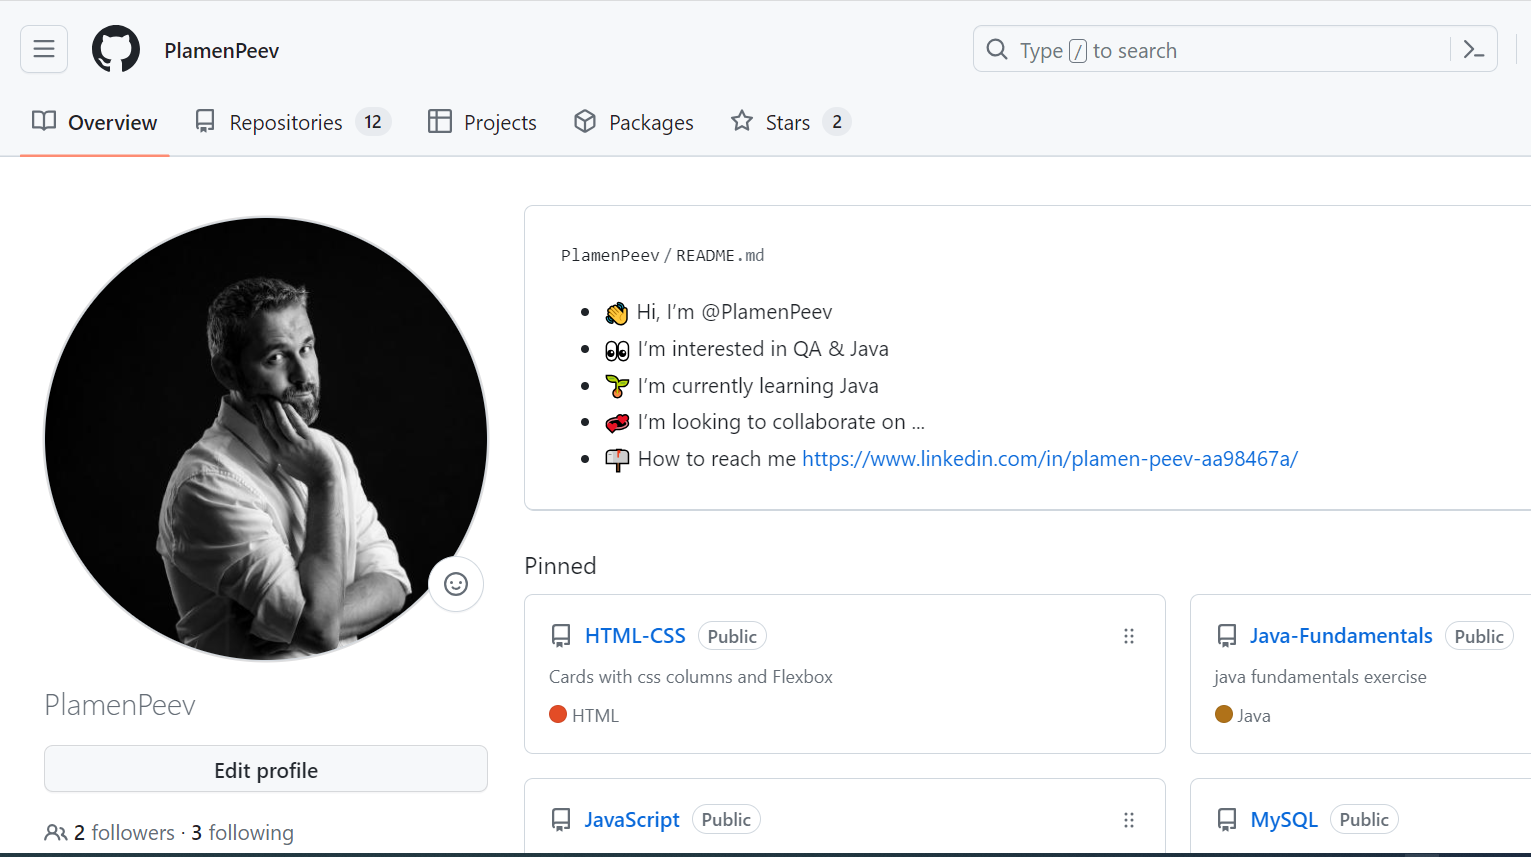 PlamenPeev
Type / to search
Overview Repositories 12 Projects Packages Stars 2
PlamenPeev / README.md
Hi, I’m @PlamenPeev
I’m interested in QA & Java
I’m currently learning Java
I’m looking to collaborate on ...
How to reach me https://www.linkedin.com/in/plamen-peev-aa98467a/
PlamenPeev
Edit profile
2 followers · 3 following
Pinned
HTML-CSS Public
Cards with css columns and Flexbox
HTML
Java-Fundamentals Public
java fundamentals exercise
Java
JavaScript Public
MySQL Public